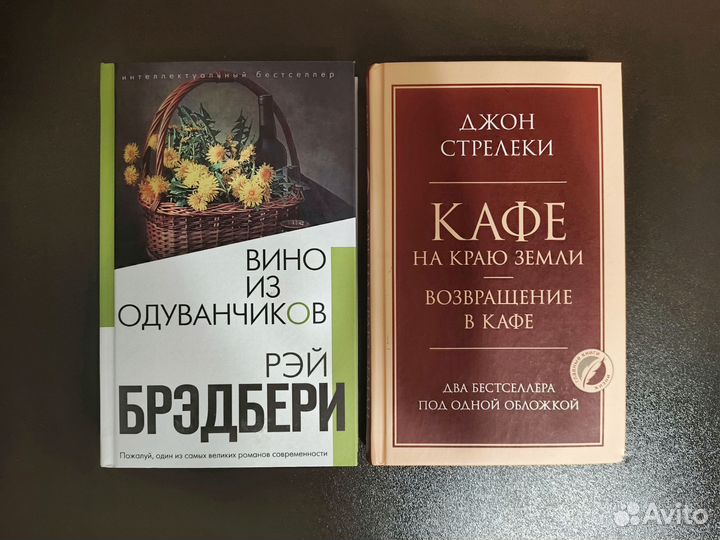 интеллектуальный бестселлер
ВИНО
ИЗ
ОДУВАНЧИКОВ
РЭЙ
БРЭДБЕРИ
Пожалуй, один из самых великих романов современности
ДЖОН
СТРЕЛЕКИ
КАФЕ
НА КРАЮ ЗЕМЛИ
ВОЗВРАЩЕНИЕ
В КАФЕ
ДВА БЕСТСЕЛЛЕРА
ПОД ОДНОЙ ОБЛОЖКОЙ
Avito